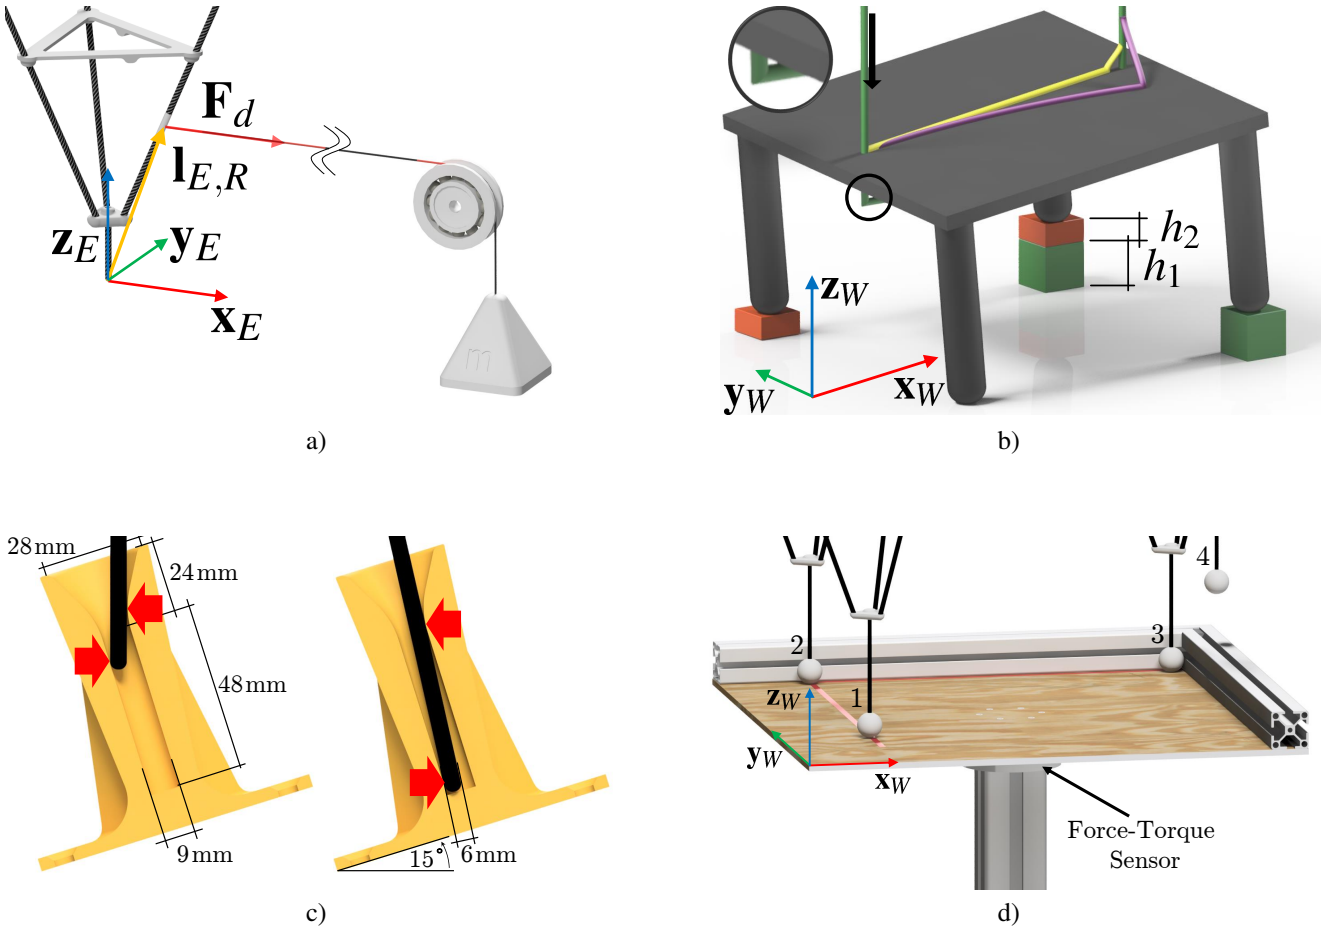 F_d
l_{E,R}
z_E
y_E
x_E
m
a)
h_2
h_1
z_W
y_W
x_W
b)
28mm
24mm
48mm
9mm
15°
6mm
c)
4
3
2
1
z_W
y_W
x_W
Force-Torque
Sensor
d)